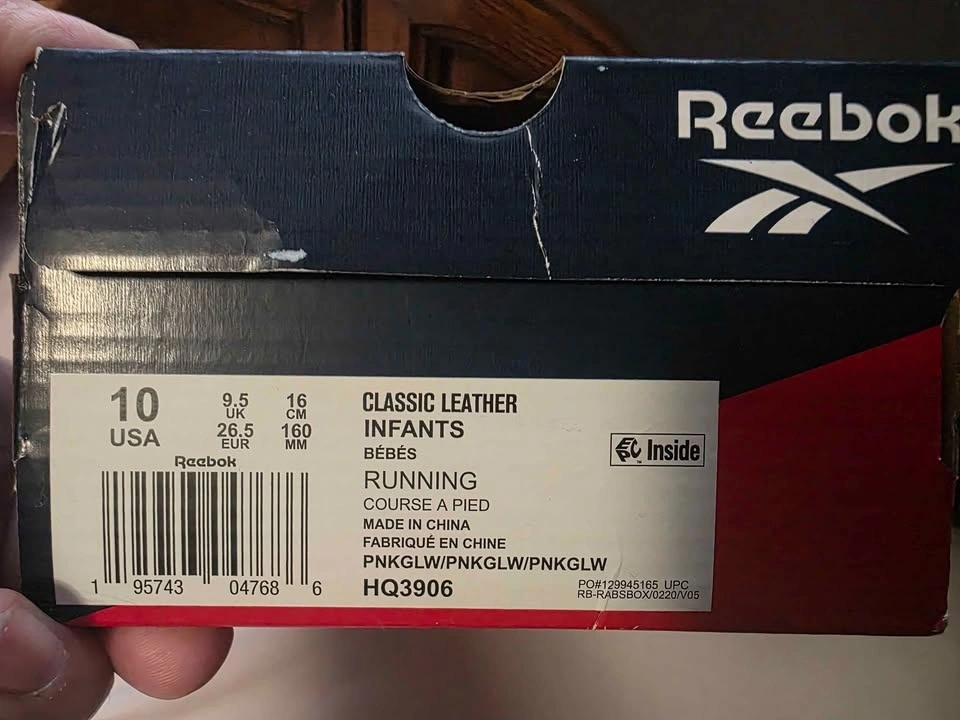 Reebok
10
USA
9.5
UK
26.5
EUR
16
CM
160
MM
Reebok
1 95743 04768 6
CLASSIC LEATHER
INFANTS
BÉBÉS
RUNNING
COURSE A PIED
MADE IN CHINA
FABRIQUÉ EN CHINE
PNKGLW/PNKGLW/PNKGLW
HQ3906
EPC Inside
PO#129945165 UPC
RB-RABSBOX/0220/V05